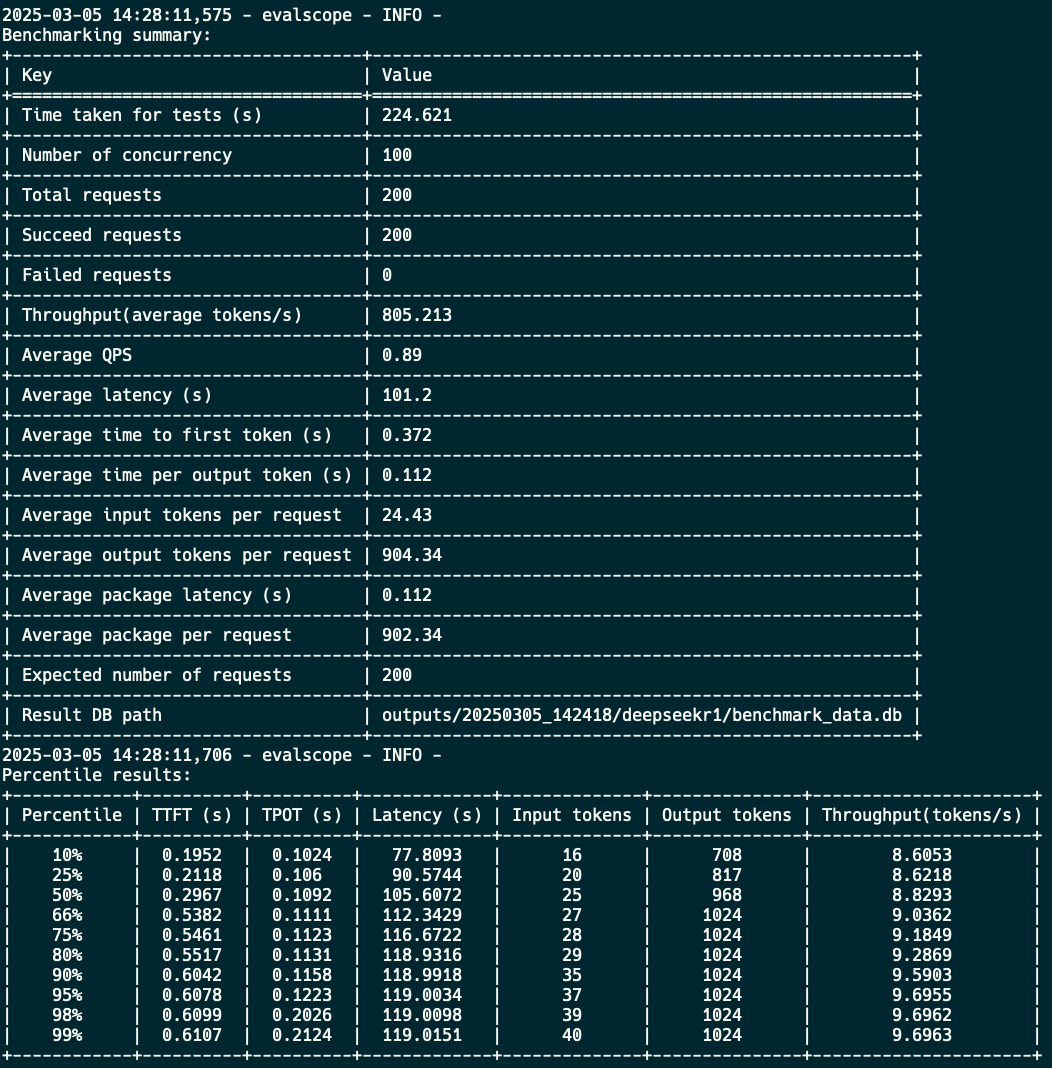 2025-03-05 14:28:11,575 - evalscope - INFO -
Benchmarking summary:
+-----------------------------------+------------------------------------------------------+
| Key                               | Value                                                |
+===================================+======================================================+
| Time taken for tests (s)          | 224.621                                              |
+-----------------------------------+------------------------------------------------------+
| Number of concurrency             | 100                                                  |
+-----------------------------------+------------------------------------------------------+
| Total requests                    | 200                                                  |
+-----------------------------------+------------------------------------------------------+
| Succeed requests                  | 200                                                  |
+-----------------------------------+------------------------------------------------------+
| Failed requests                   | 0                                                    |
+-----------------------------------+------------------------------------------------------+
| Throughput(average tokens/s)      | 805.213                                              |
+-----------------------------------+------------------------------------------------------+
| Average QPS                       | 0.89                                                 |
+-----------------------------------+------------------------------------------------------+
| Average latency (s)               | 101.2                                                |
+-----------------------------------+------------------------------------------------------+
| Average time to first token (s)   | 0.372                                                |
+-----------------------------------+------------------------------------------------------+
| Average time per output token (s) | 0.112                                                |
+-----------------------------------+------------------------------------------------------+
| Average input tokens per request  | 24.43                                                |
+-----------------------------------+------------------------------------------------------+
| Average output tokens per request | 904.34                                               |
+-----------------------------------+------------------------------------------------------+
| Average package latency (s)       | 0.112                                                |
+-----------------------------------+------------------------------------------------------+
| Average package per request       | 902.34                                               |
+-----------------------------------+------------------------------------------------------+
| Expected number of requests       | 200                                                  |
+-----------------------------------+------------------------------------------------------+
| Result DB path                    | outputs/20250305_142418/deepseekr1/benchmark_data.db |
+-----------------------------------+------------------------------------------------------+
2025-03-05 14:28:11,706 - evalscope - INFO -
Percentile results:
+------------+----------+----------+-------------+--------------+---------------+----------------------+
| Percentile | TTFT (s) | TPOT (s) | Latency (s) | Input tokens | Output tokens | Throughput(tokens/s) |
+------------+----------+----------+-------------+--------------+---------------+----------------------+
|    10%     |  0.1952  |  0.1024  |   77.8093   |      16      |      708      |        8.6053        |
|    25%     |  0.2118  |  0.106   |   90.5744   |      20      |      817      |        8.6218        |
|    50%     |  0.2967  |  0.1092  |  105.6072   |      25      |      968      |        8.8293        |
|    66%     |  0.5382  |  0.1111  |  112.3429   |      27      |     1024      |        9.0362        |
|    75%     |  0.5461  |  0.1123  |  116.6722   |      28      |     1024      |        9.1849        |
|    80%     |  0.5517  |  0.1131  |  118.9316   |      29      |     1024      |        9.2869        |
|    90%     |  0.6042  |  0.1158  |  118.9918   |      35      |     1024      |        9.5903        |
|    95%     |  0.6078  |  0.1223  |  119.0034   |      37      |     1024      |        9.6955        |
|    98%     |  0.6099  |  0.2026  |  119.0098   |      39      |     1024      |        9.6962        |
|    99%     |  0.6107  |  0.2124  |  119.0151   |      40      |     1024      |        9.6963        |
+------------+----------+----------+-------------+--------------+---------------+----------------------+